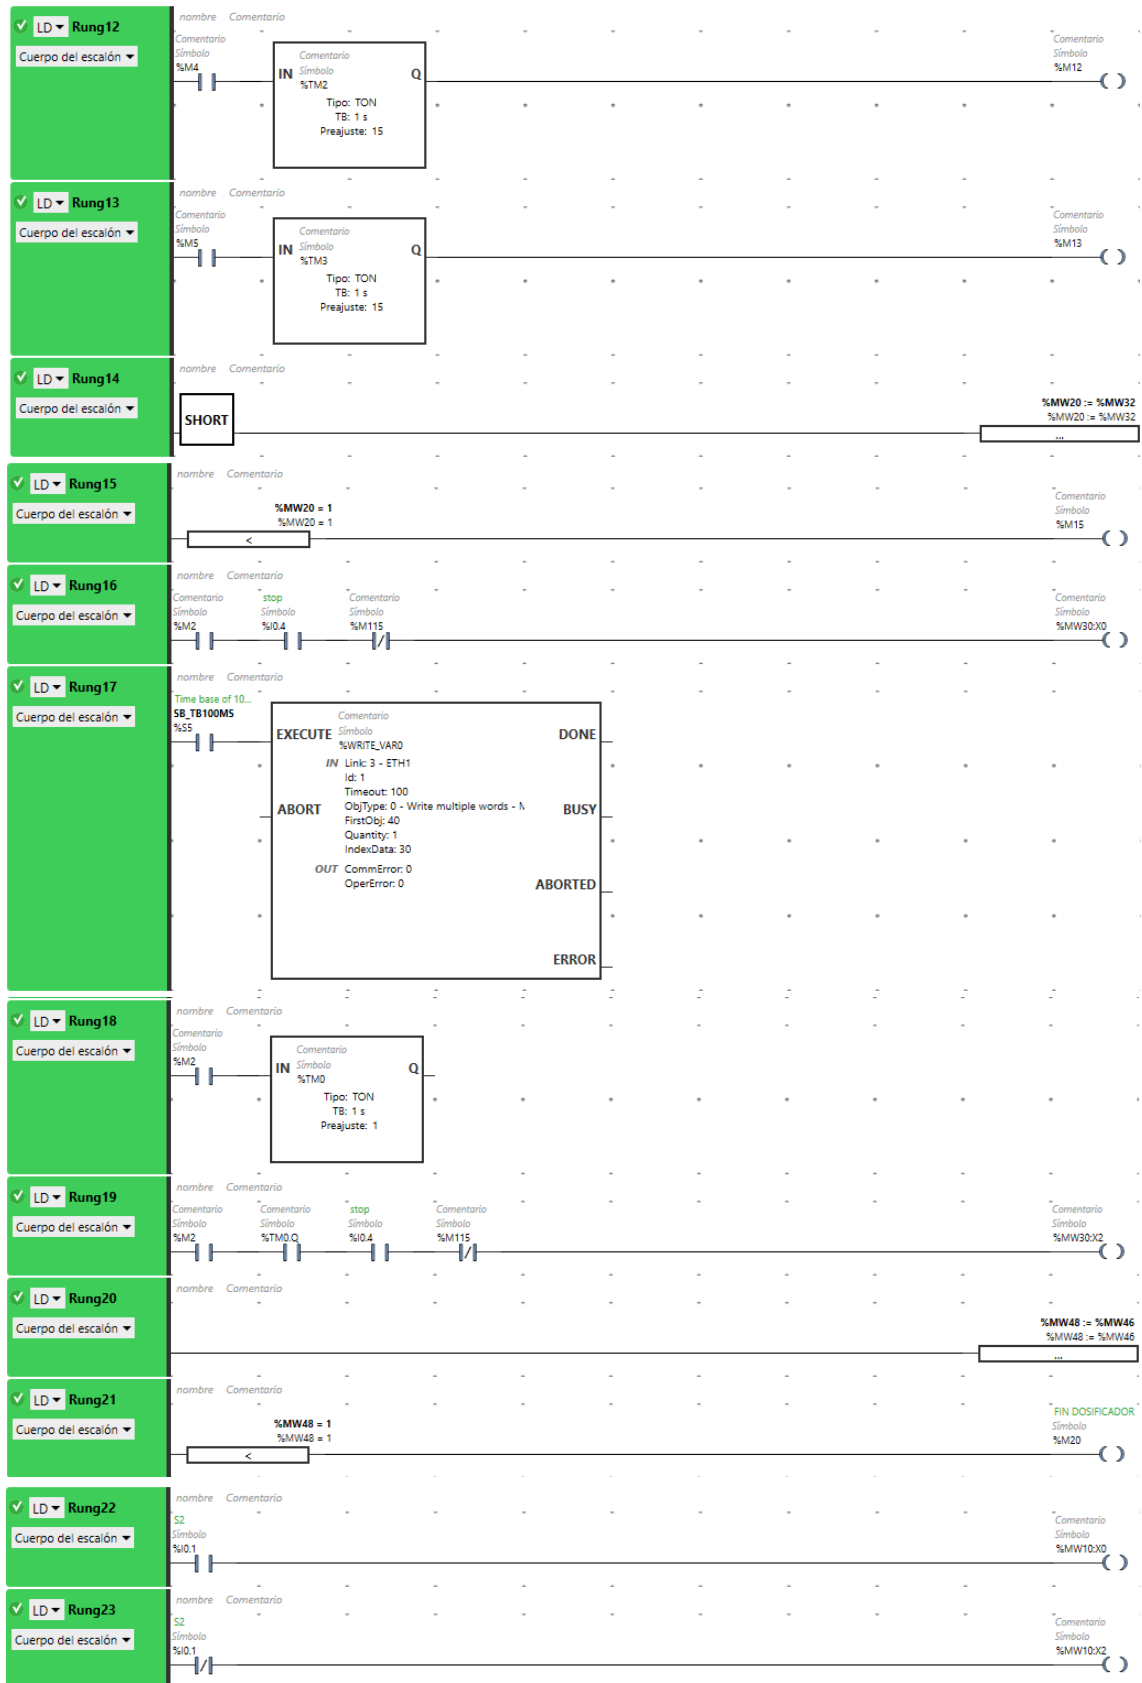 nombre Comentario
LD Rung12
Cuerpo del escalón
Comentario
Símbolo
%M4
Comentario
Símbolo
%TM2
IN
Q
Tipo: TON
TB: 1 s
Preajuste: 15
Comentario
Símbolo
%M12
nombre Comentario
LD Rung13
Cuerpo del escalón
Comentario
Símbolo
%M5
Comentario
Símbolo
%TM3
IN
Q
Tipo: TON
TB: 1 s
Preajuste: 15
Comentario
Símbolo
%M13
nombre Comentario
LD Rung14
Cuerpo del escalón
SHORT
%MW20 := %MW32
%MW20 := %MW32
...
nombre Comentario
LD Rung15
Cuerpo del escalón
%MW20 = 1
%MW20 = 1
<
Comentario
Símbolo
%M15
nombre Comentario
LD Rung16
Cuerpo del escalón
Comentario
Símbolo
%M2
stop
Símbolo
%I0.4
Comentario
Símbolo
%M115
Comentario
Símbolo
%MW30:X0
nombre Comentario
LD Rung17
Cuerpo del escalón
Time base of 10...
SB_TB100MS
%S5
Comentario
Símbolo
%WRITE_VAR0
EXECUTE
DONE
IN Link: 3 - ETH1
Id: 1
Timeout: 100
ObjType: 0 - Write multiple words - M
FirstObj: 40
Quantity: 1
IndexData: 30
ABORT
BUSY
OUT CommError: 0
OperError: 0
ABORTED
ERROR
nombre Comentario
LD Rung18
Cuerpo del escalón
Comentario
Símbolo
%M2
Comentario
Símbolo
%TM0
IN
Q
Tipo: TON
TB: 1 s
Preajuste: 1
nombre Comentario
LD Rung19
Cuerpo del escalón
Comentario
Símbolo
%M2
Comentario
Símbolo
%TM0.Q
stop
Símbolo
%I0.4
Comentario
Símbolo
%M115
Comentario
Símbolo
%MW30:X2
nombre Comentario
LD Rung20
Cuerpo del escalón
%MW48 := %MW46
%MW48 := %MW46
...
nombre Comentario
LD Rung21
Cuerpo del escalón
%MW48 = 1
%MW48 = 1
<
FIN DOSIFICADOR
Símbolo
%M20
nombre Comentario
LD Rung22
Cuerpo del escalón
S2
Símbolo
%I0.1
Comentario
Símbolo
%MW10:X0
nombre Comentario
LD Rung23
Cuerpo del escalón
S2
Símbolo
%I0.1
Comentario
Símbolo
%MW10:X2